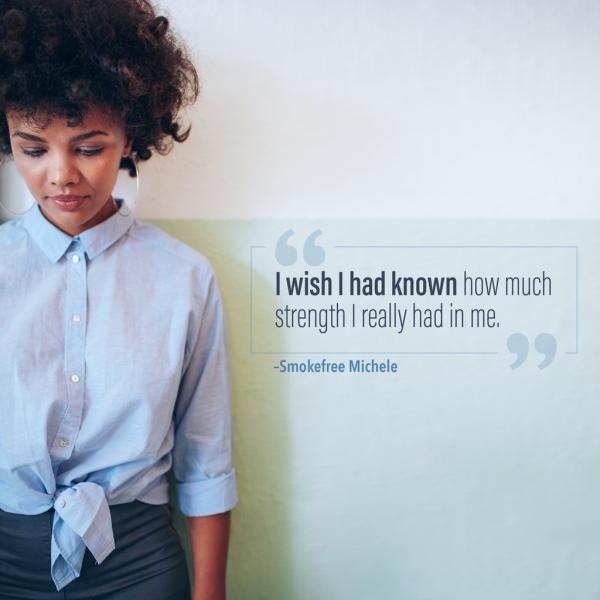 “I wish I had known how much
strength I really had in me.”
–Smokefree Michele